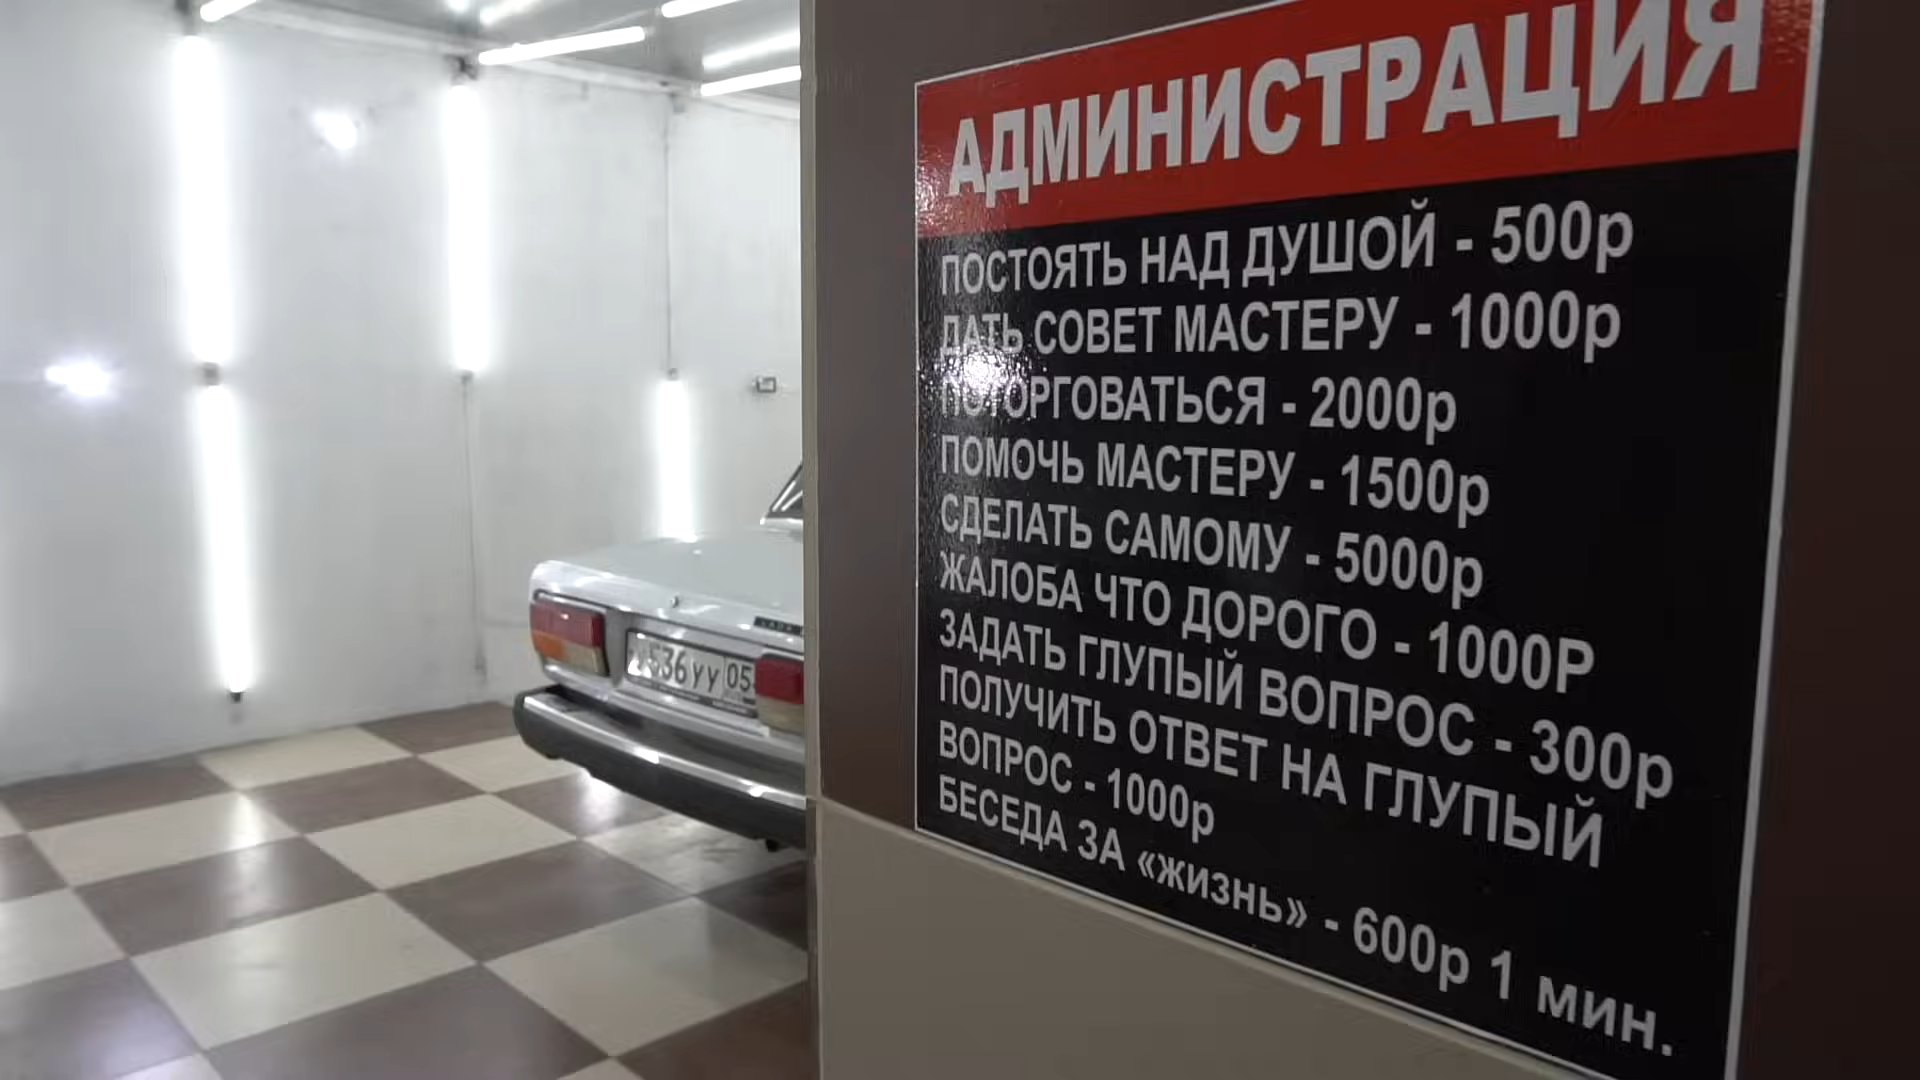 АДМИНИСТРАЦИЯ
ПОСТОЯТЬ НАД ДУШОЙ - 500р
ДАТЬ СОВЕТ МАСТЕРУ - 1000р
ПОТОРГОВАТЬСЯ - 2000р
ПОМОЧЬ МАСТЕРУ - 1500р
СДЕЛАТЬ САМОМУ - 5000р
ЖАЛОБА ЧТО ДОРОГО - 1000Р
ЗАДАТЬ ГЛУПЫЙ ВОПРОС - 300р
ПОЛУЧИТЬ ОТВЕТ НА ГЛУПЫЙ
ВОПРОС - 1000р
БЕСЕДА ЗА «жизнь» - 600р 1 мин.
LADA
536уу 05